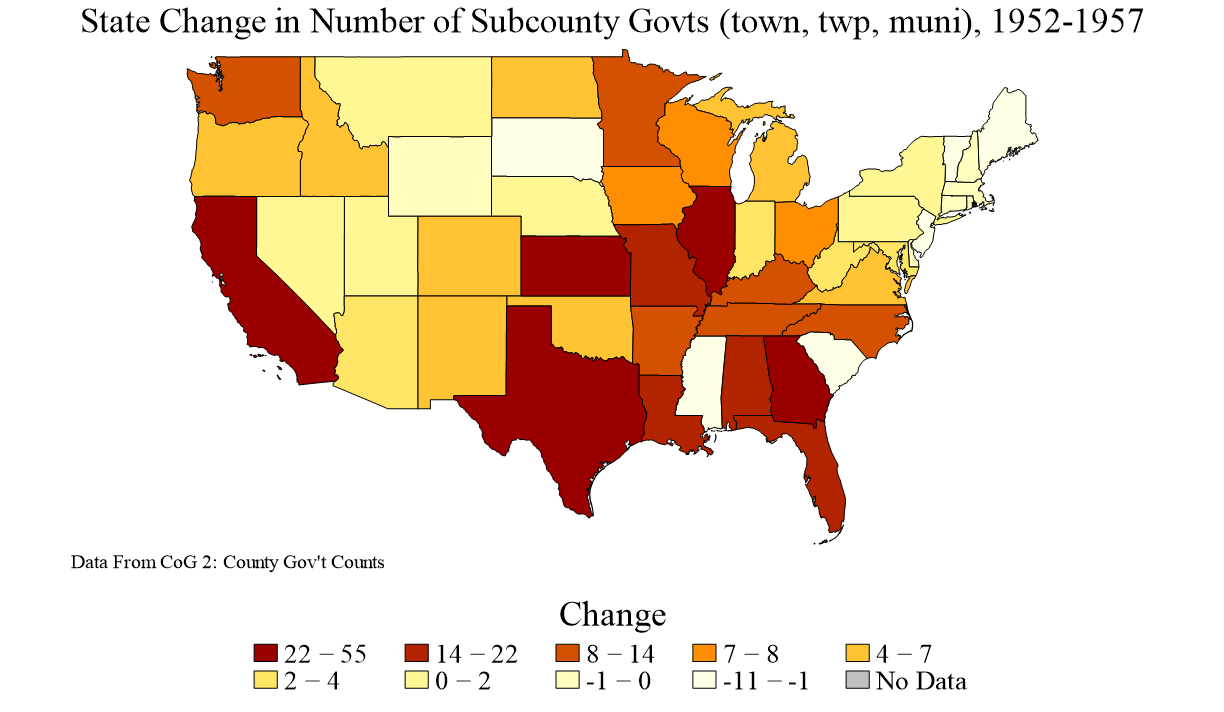 State Change in Number of Subcounty Govts (town, twp, muni), 1952-1957
Data From CoG 2: County Gov't Counts
Change
22 − 55 14 − 22 8 − 14 7 − 8 4 − 7
2 − 4 0 − 2 -1 − 0 -11 − -1 No Data